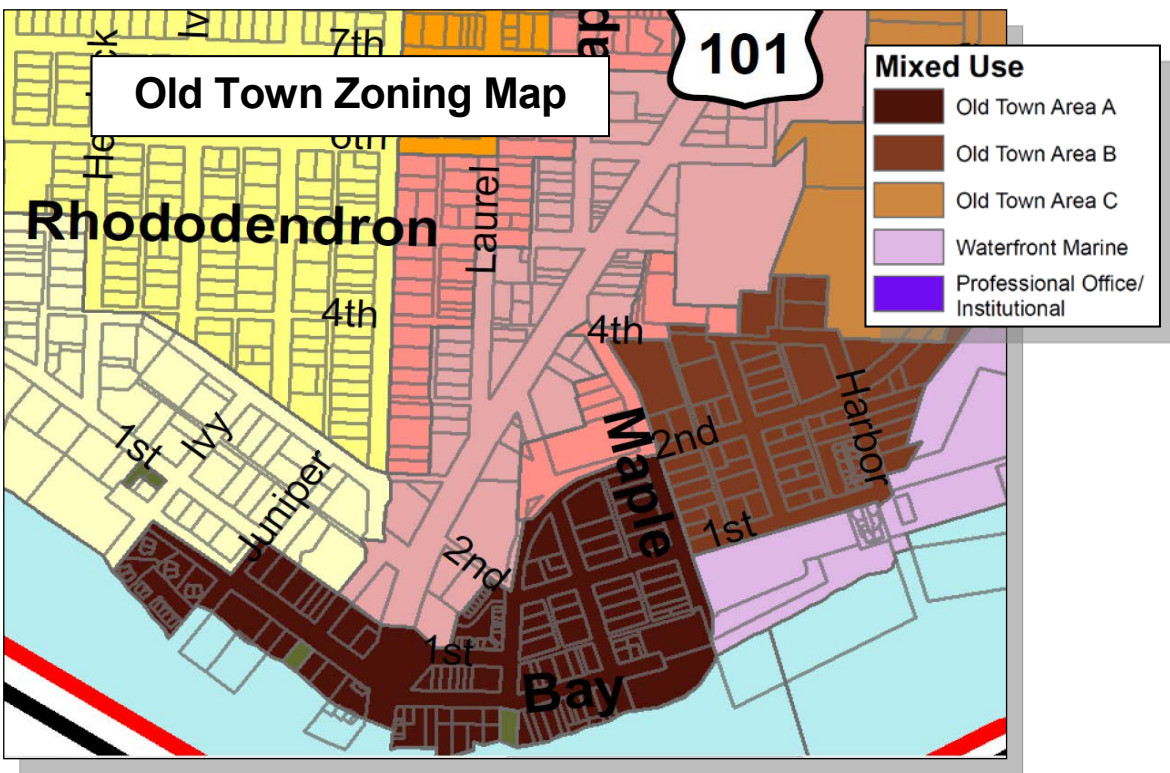 7th
101
Old Town Zoning Map
6th
Mixed Use
Old Town Area A
Old Town Area B
Old Town Area C
Waterfront Marine
Professional Office/
Institutional
Rhododendron
Laurel
4th
4th
Harbor
Maple
2nd
1st
Ivy
Juniper
1st
2nd
1st
Bay